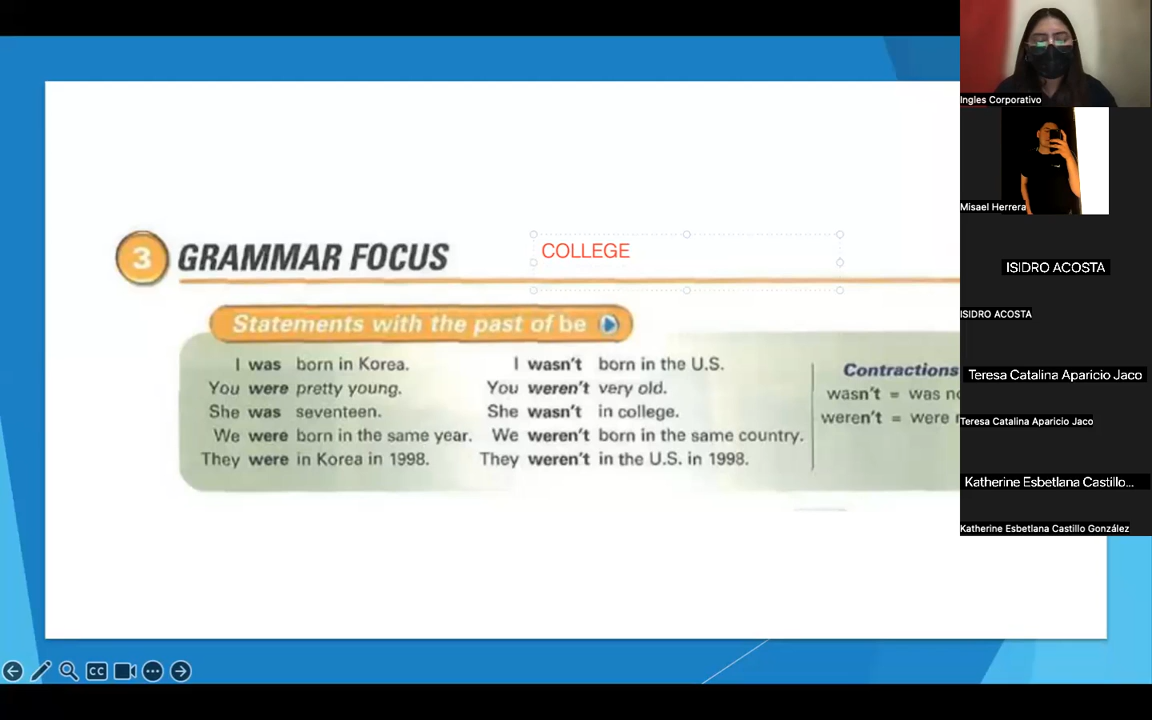 3 GRAMMAR FOCUS
COLLEGE
Statements with the past of be
I was born in Korea.
You were pretty young.
She was seventeen.
We were born in the same year.
They were in Korea in 1998.
I wasn't born in the U.S.
You weren't very old.
She wasn't in college.
We weren't born in the same country.
They weren't in the U.S. in 1998.
Contractions
wasn't = was
weren't = were
CC
Ingles Corporativo
Misael Herrera
ISIDRO ACOSTA
ISIDRO ACOSTA
Teresa Catalina Aparicio Jaco
Teresa Catalina Aparicio Jaco
Katherine Esbetlana Castillo...
Katherine Esbetlana Castillo González